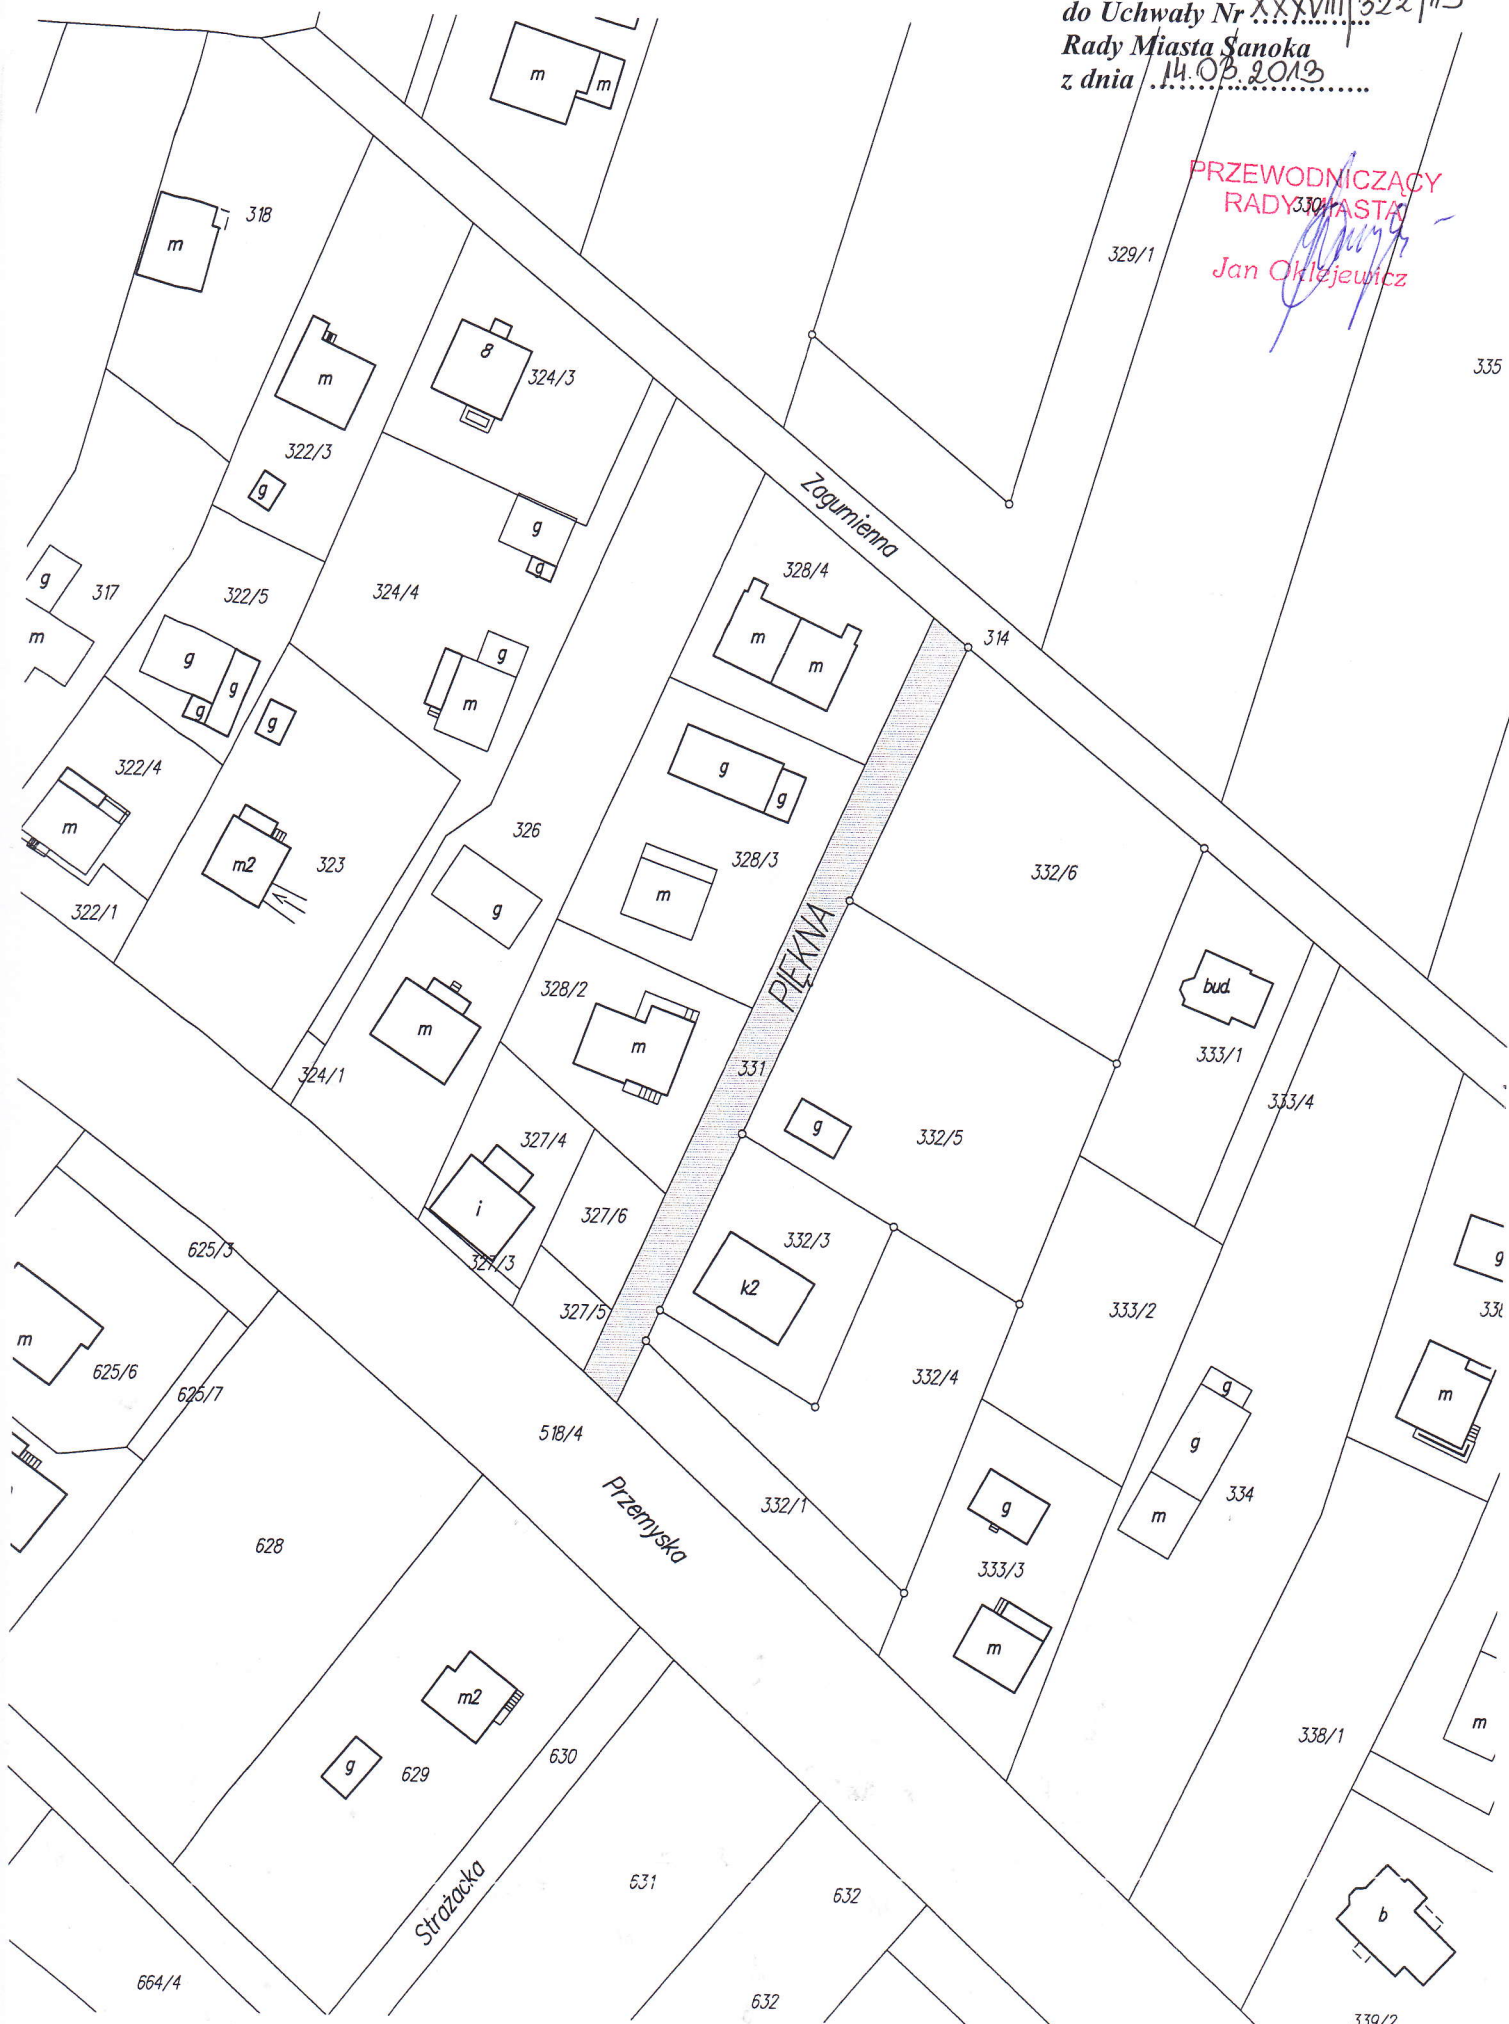 do Uchwały Nr XXXVIII/322/13
Rady Miasta Sanoka
z dnia 14.03.2013
PRZEWODNICZĄCY
RADY MIASTA
Jan Oklejewicz
330
329/1
335
m
m
318
m
8
324/3
m
322/3
g
g
g
Zagumienna
328/4
m
m
314
g
317
m
322/5
324/4
g
g
g
g
g
m
322/4
m
m2
323
322/1
326
g
g
g
328/3
m
332/6
PIĘKNA
bud.
333/1
328/2
m
m
331
324/1
333/4
g
332/5
327/4
i
327/6
327/3
327/5
332/3
k2
333/2
625/3
m
625/6
625/7
g
338
m
332/4
g
g
m
334
518/4
Przemyska
332/1
g
333/3
m
628
m2
g
629
630
338/1
m
Strażacka
631
632
b
664/4
632
339/2